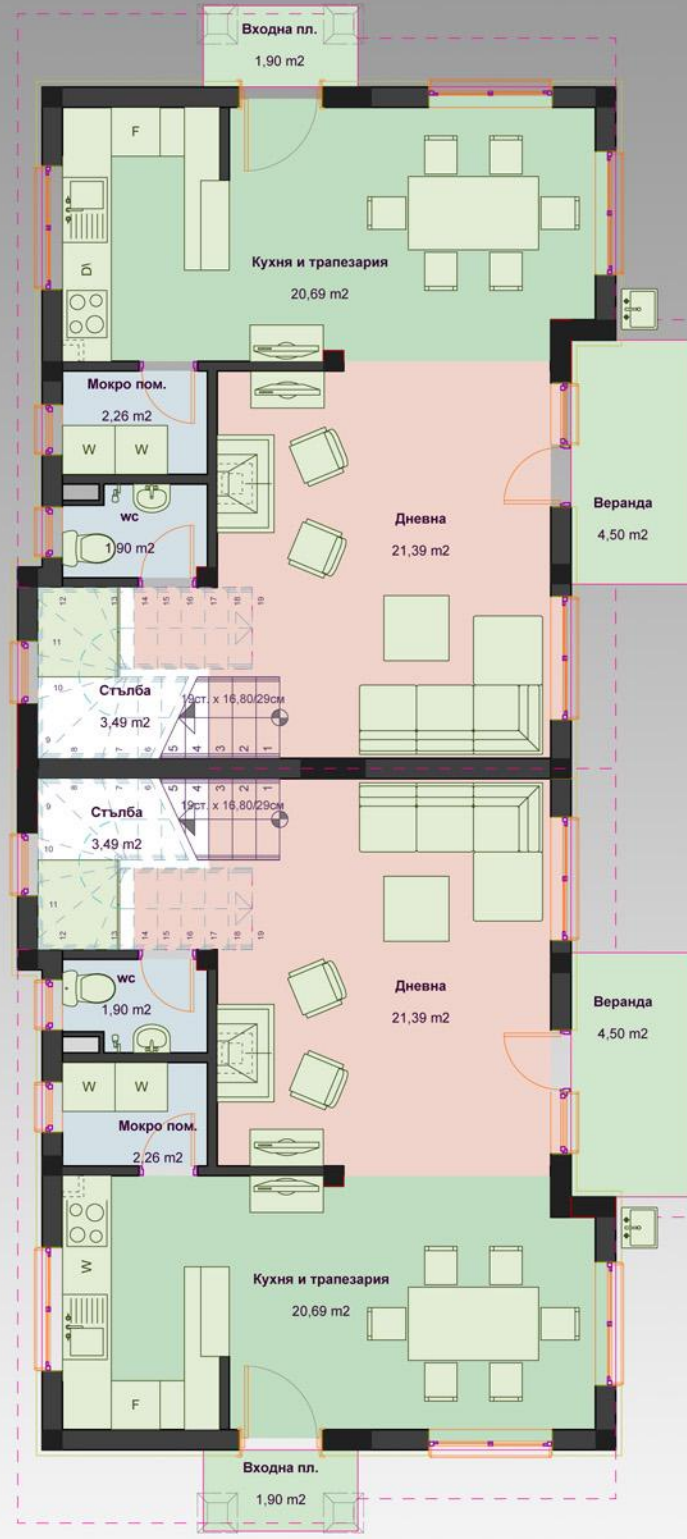 Входна пл.
1,90 m2
F
D\
Кухня и трапезария
20,69 m2
Мокро пом.
2,26 m2
W W
wc
1,90 m2
Дневна
21,39 m2
Веранда
4,50 m2
12 13 14 15 16 17 18 19
11
10
9
8 7 6 5 4 3 2 1
Стълба
3,49 m2
19ст. x 16,80/29см
8 7 6 5 4 3 2 1
9
10
11
12 13 14 15 16 17 18 19
Стълба
3,49 m2
19ст. x 16,80/29см
wc
1,90 m2
Дневна
21,39 m2
Веранда
4,50 m2
W W
Мокро пом.
2,26 m2
W
Кухня и трапезария
20,69 m2
F
Входна пл.
1,90 m2